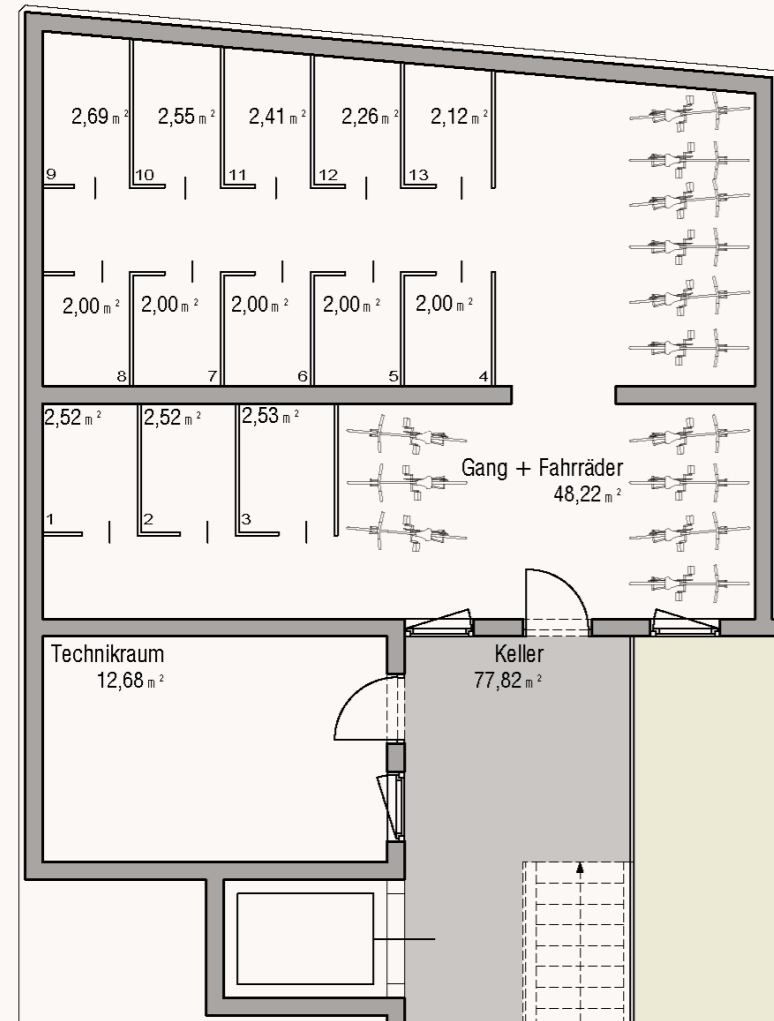 2,69 m² 2,55 m² 2,41 m² 2,26 m² 2,12 m²
9 10 11 12 13
2,00 m² 2,00 m² 2,00 m² 2,00 m² 2,00 m²
8 7 6 5 4
2,52 m² 2,52 m² 2,53 m²
Gang + Fahrräder
48,22 m²
1 2 3
Technikraum
12,68 m²
Keller
77,82 m²